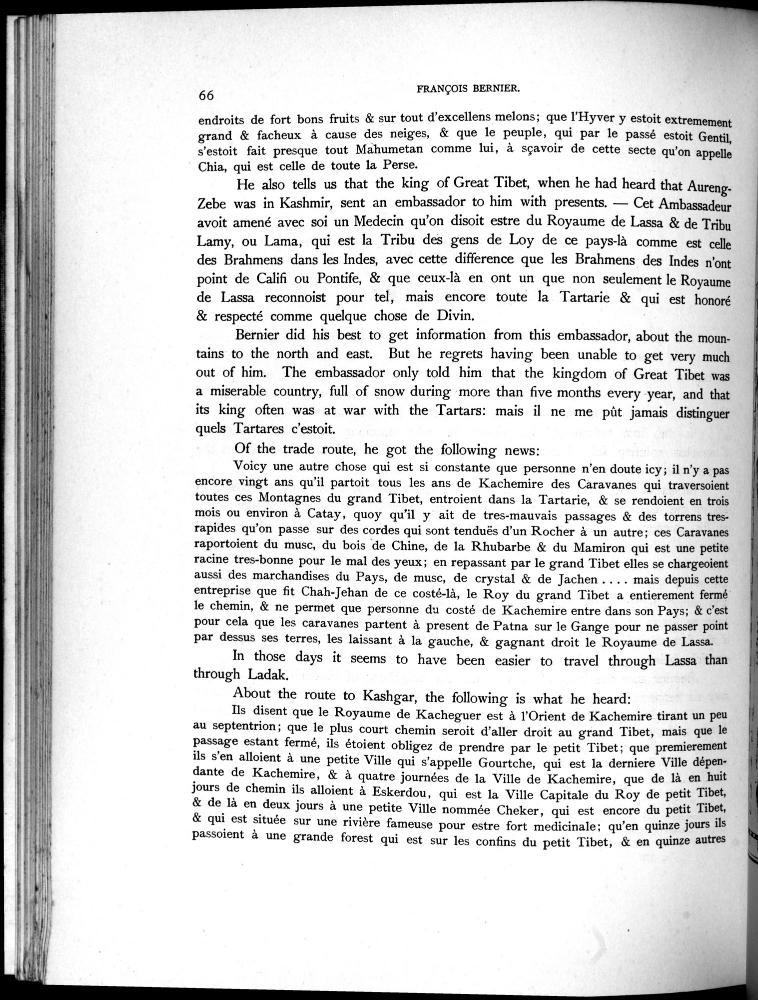 66
FRANÇOIS BERNIER.
endroits de fort bons fruits & sur tout d'excellens melons; que l'Hyver y estoit extremement
grand & facheux à cause des neiges, & que le peuple, qui par le passé estoit Gentil,
s'estoit fait presque tout Mahumetan comme lui, à sçavoir de cette secte qu'on appelle
Chia, qui est celle de toute la Perse.
He also tells us that the king of Great Tibet, when he had heard that Aureng-
Zebe was in Kashmir, sent an embassador to him with presents. — Cet Ambassadeur
avoit amené avec soi un Medecin qu'on disoit estre du Royaume de Lassa & de Tribu
Lamy, ou Lama, qui est la Tribu des gens de Loy de ce pays-là comme est celle
des Brahmens dans les Indes, avec cette difference que les Brahmens des Indes n'ont
point de Califi ou Pontife, & que ceux-là en ont un que non seulement le Royaume
de Lassa reconnoist pour tel, mais encore toute la Tartarie & qui est honoré
& respecté comme quelque chose de Divin.
Bernier did his best to get information from this embassador, about the moun-
tains to the north and east. But he regrets having been unable to get very much
out of him. The embassador only told him that the kingdom of Great Tibet was
a miserable country, full of snow during more than five months every year, and that
its king often was at war with the Tartars: mais il ne me pût jamais distinguer
quels Tartares c'estoit.
Of the trade route, he got the following news:
Voicy une autre chose qui est si constante que personne n'en doute icy; il n'y a pas
encore vingt ans qu'il partoit tous les ans de Kachemire des Caravanes qui traversoient
toutes ces Montagnes du grand Tibet, entroient dans la Tartarie, & se rendoient en trois
mois ou environ à Catay, quoy qu'il y ait de tres-mauvais passages & des torrens tres-
rapides qu'on passe sur des cordes qui sont tenduës d'un Rocher à un autre; ces Caravanes
raportoient du musc, du bois de Chine, de la Rhubarbe & du Mamiron qui est une petite
racine tres-bonne pour le mal des yeux; en repassant par le grand Tibet elles se chargeoient
aussi des marchandises du Pays, de musc, de crystal & de Jachen . . . . mais depuis cette
entreprise que fit Chah-Jehan de ce costé-là, le Roy du grand Tibet a entierement fermé
le chemin, & ne permet que personne du costé de Kachemire entre dans son Pays; & c'est
pour cela que les caravanes partent à present de Patna sur le Gange pour ne passer point
par dessus ses terres, les laissant à la gauche, & gagnant droit le Royaume de Lassa.
In those days it seems to have been easier to travel through Lassa than
through Ladak.
About the route to Kashgar, the following is what he heard:
Ils disent que le Royaume de Kacheguer est à l'Orient de Kachemire tirant un peu
au septentrion; que le plus court chemin seroit d'aller droit au grand Tibet, mais que le
passage estant fermé, ils étoient obligez de prendre par le petit Tibet; que premierement
ils s'en alloient à une petite Ville qui s'appelle Gourtche, qui est la derniere Ville dépen-
dante de Kachemire, & à quatre journées de la Ville de Kachemire, que de là en huit
jours de chemin ils alloient à Eskerdou, qui est la Ville Capitale du Roy de petit Tibet,
& de là en deux jours à une petite Ville nommée Cheker, qui est encore du petit Tibet,
& qui est située sur une rivière fameuse pour estre fort medicinale; qu'en quinze jours ils
passoient à une grande forest qui est sur les confins du petit Tibet, & en quinze autres